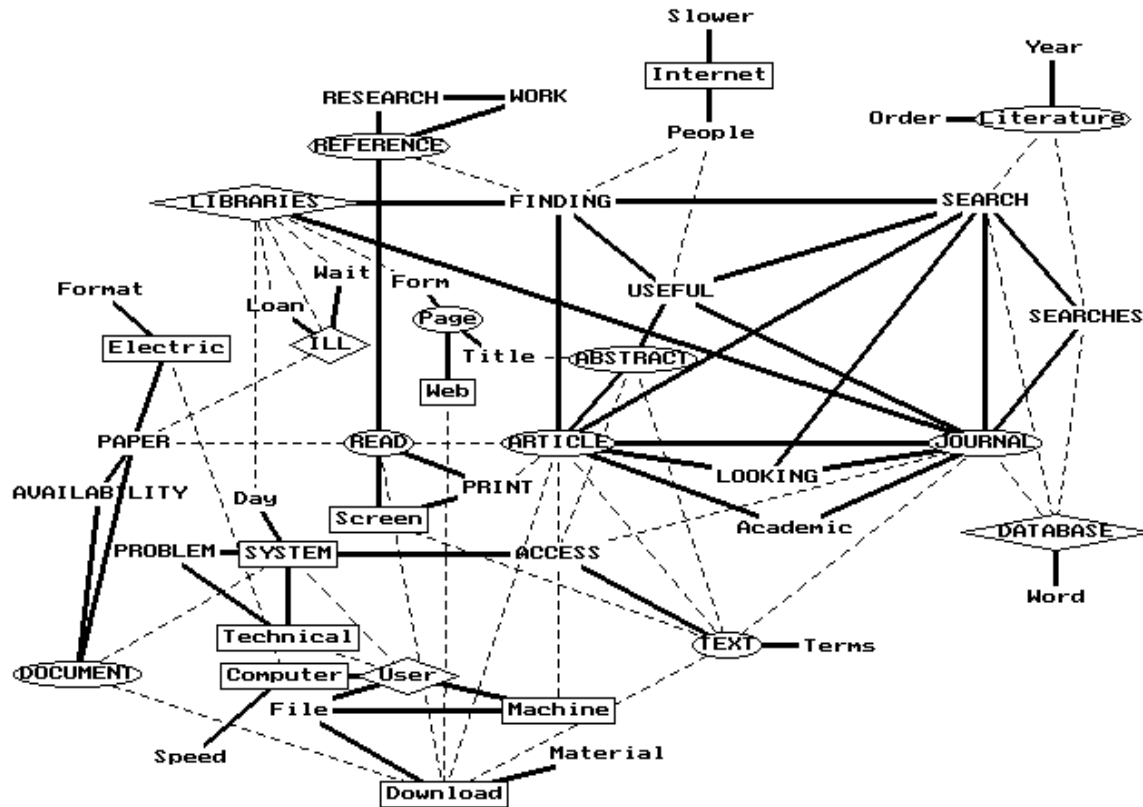 Slower
Year
Internet
RESEARCH
WORK
Order
Literature
People
REFERENCE
LIBRARIES
FINDING
SEARCH
Wait
Form
Format
Loan
USEFUL
Page
SEARCHES
Electric
ILL
Title
ABSTRACT
Web
PAPER
READ
ARTICLE
JOURNAL
LOOKING
PRINT
AVAILABILITY
Day
Screen
Academic
DATABASE
PROBLEM
SYSTEM
ACCESS
Word
Technical
TEXT
Terms
DOCUMENT
Computer
User
File
Machine
Speed
Material
Download